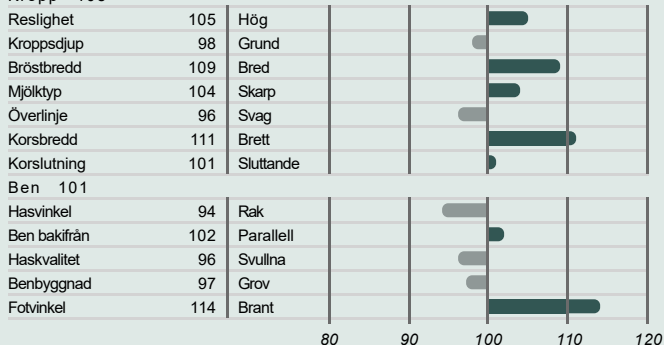 Reslighet 105 Hög
Kroppsdjup 98 Grund
Bröstbredd 109 Bred
Mjölktyp 104 Skarp
Överlinje 96 Svag
Korsbredd 111 Brett
Korslutning 101 Sluttande
Ben 101
Hasvinkel 94 Rak
Ben bakifrån 102 Parallell
Haskvalitet 96 Svullna
Benbyggnad 97 Grov
Fotvinkel 114 Brant
80 90 100 110 120